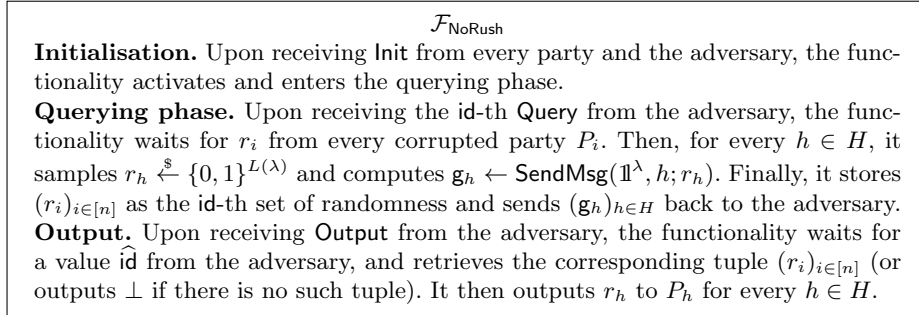 𝓕NoRush
Initialisation. Upon receiving Init from every party and the adversary, the func-
tionality activates and enters the querying phase.
Querying phase. Upon receiving the id-th Query from the adversary, the func-
tionality waits for r_i from every corrupted party P_i. Then, for every h ∈ H, it
samples r_h ←$ {0, 1}^{L(λ)} and computes g_h ← SendMsg(𝟙^λ, h; r_h). Finally, it stores
(r_i)_{i∈[n]} as the id-th set of randomness and sends (g_h)_{h∈H} back to the adversary.
Output. Upon receiving Output from the adversary, the functionality waits for
a value îd from the adversary, and retrieves the corresponding tuple (r_i)_{i∈[n]} (or
outputs ⊥ if there is no such tuple). It then outputs r_h to P_h for every h ∈ H.